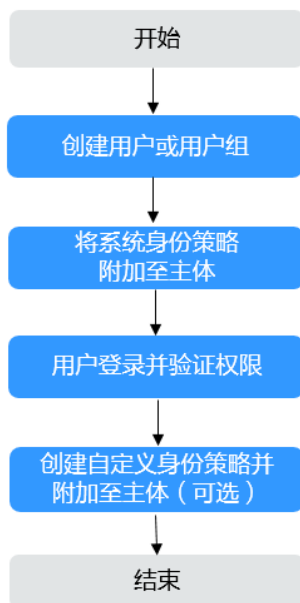 开始
创建用户或用户组
将系统身份策略
附加至主体
用户登录并验证权限
创建自定义身份策略并
附加至主体（可选）
结束